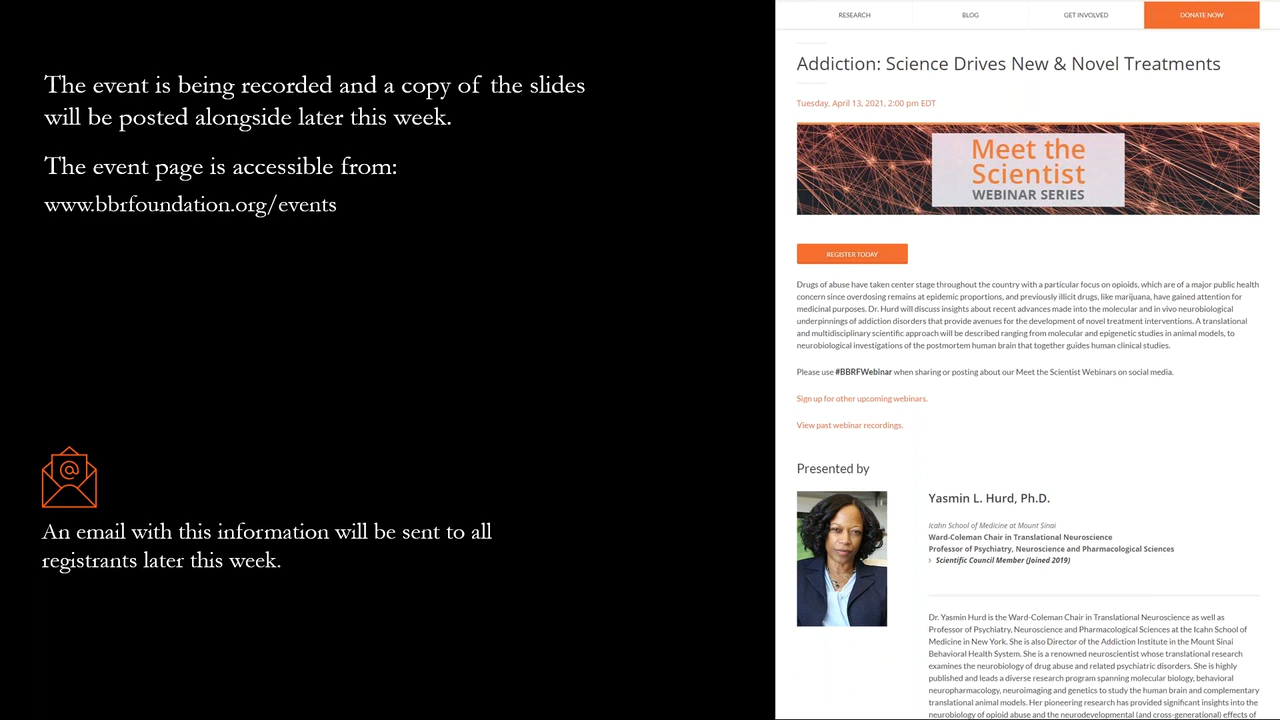 The event is being recorded and a copy of the slides
will be posted alongside later this week.
The event page is accessible from:
www.bbrfoundation.org/events
@
An email with this information will be sent to all
registrants later this week.
RESEARCH
BLOG
GET INVOLVED
DONATE NOW
Addiction: Science Drives New & Novel Treatments
Tuesday, April 13, 2021, 2:00 pm EDT
Meet the
Scientist
WEBINAR SERIES
REGISTER TODAY
Drugs of abuse have taken center stage throughout the country with a particular focus on opioids, which are of a major public health
concern since overdosing remains at epidemic proportions, and previously illicit drugs, like marijuana, have gained attention for
medicinal purposes. Dr. Hurd will discuss insights about recent advances made into the molecular and in vivo neurobiological
underpinnings of addiction disorders that provide avenues for the development of novel treatment interventions. A translational
and multidisciplinary scientific approach will be described ranging from molecular and epigenetic studies in animal models, to
neurobiological investigations of the postmortem human brain that together guides human clinical studies.
Please use #BBRFWebinar when sharing or posting about our Meet the Scientist Webinars on social media.
Sign up for other upcoming webinars.
View past webinar recordings.
Presented by
Yasmin L. Hurd, Ph.D.
Icahn School of Medicine at Mount Sinai
Ward-Coleman Chair in Translational Neuroscience
Professor of Psychiatry, Neuroscience and Pharmacological Sciences
› Scientific Council Member (Joined 2019)
Dr. Yasmin Hurd is the Ward-Coleman Chair in Translational Neuroscience as well as
Professor of Psychiatry, Neuroscience and Pharmacological Sciences at the Icahn School of
Medicine in New York. She is also Director of the Addiction Institute in the Mount Sinai
Behavioral Health System. She is a renowned neuroscientist whose translational research
examines the neurobiology of drug abuse and related psychiatric disorders. She is highly
published and leads a diverse research program spanning molecular biology, behavioral
neuropharmacology, neuroimaging and genetics to study the human brain and complementary
translational animal models. Her pioneering research has provided significant insights into the
neurobiology of opioid abuse and the neurodevelopmental (and cross-generational) effects of